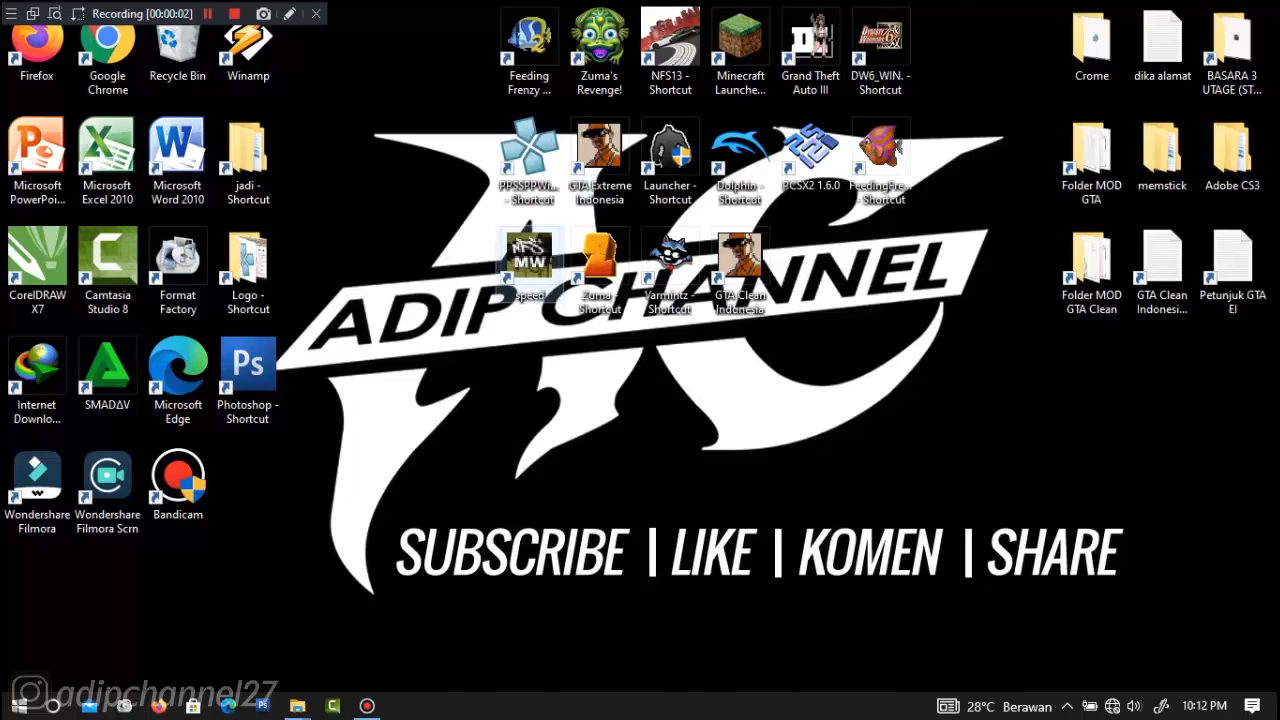 Recording [00:00:02]
Firefox
Google
Chrome
Recycle Bin
Winamp
Feeding
Frenzy ...
Zuma's
Revenge!
NFS13 -
Shortcut
Minecraft
Launche...
Grand Theft
Auto III
DW6_WIN. -
Shortcut
Crome
dika alamat
BASARA 3
UTAGE (ST...
Microsoft
PowerPoi...
Microsoft
Excel 2010
Microsoft
Word 2010
jadi -
Shortcut
PPSSPPWi...
- Shortcut
GTA Extreme
Indonesia
Launcher -
Shortcut
Dolphin -
Shortcut
PCSX2 1.6.0
FeedingFre...
- Shortcut
Folder MOD
GTA
memstick
Adobe CS3
CorelDRAW
X7
Camtasia
Studio 8
Format
Factory
Logo -
Shortcut
NFS
MW
speed
Zuma -
Shortcut
Varmintz -
Shortcut
GTA Clean
Indonesia
Folder MOD
GTA Clean
GTA Clean
Indonesi...
Petunjuk GTA
EI
ADIP CHANNEL
Internet
Downlo...
SMADΔV
Microsoft
Edge
Ps
Photoshop -
Shortcut
Wondershare
Filmora
Wondershare
Filmora Scrn
Bandicam
SUBSCRIBE | LIKE | KOMEN | SHARE
adipchannel27
28°C Berawan
10:12 PM